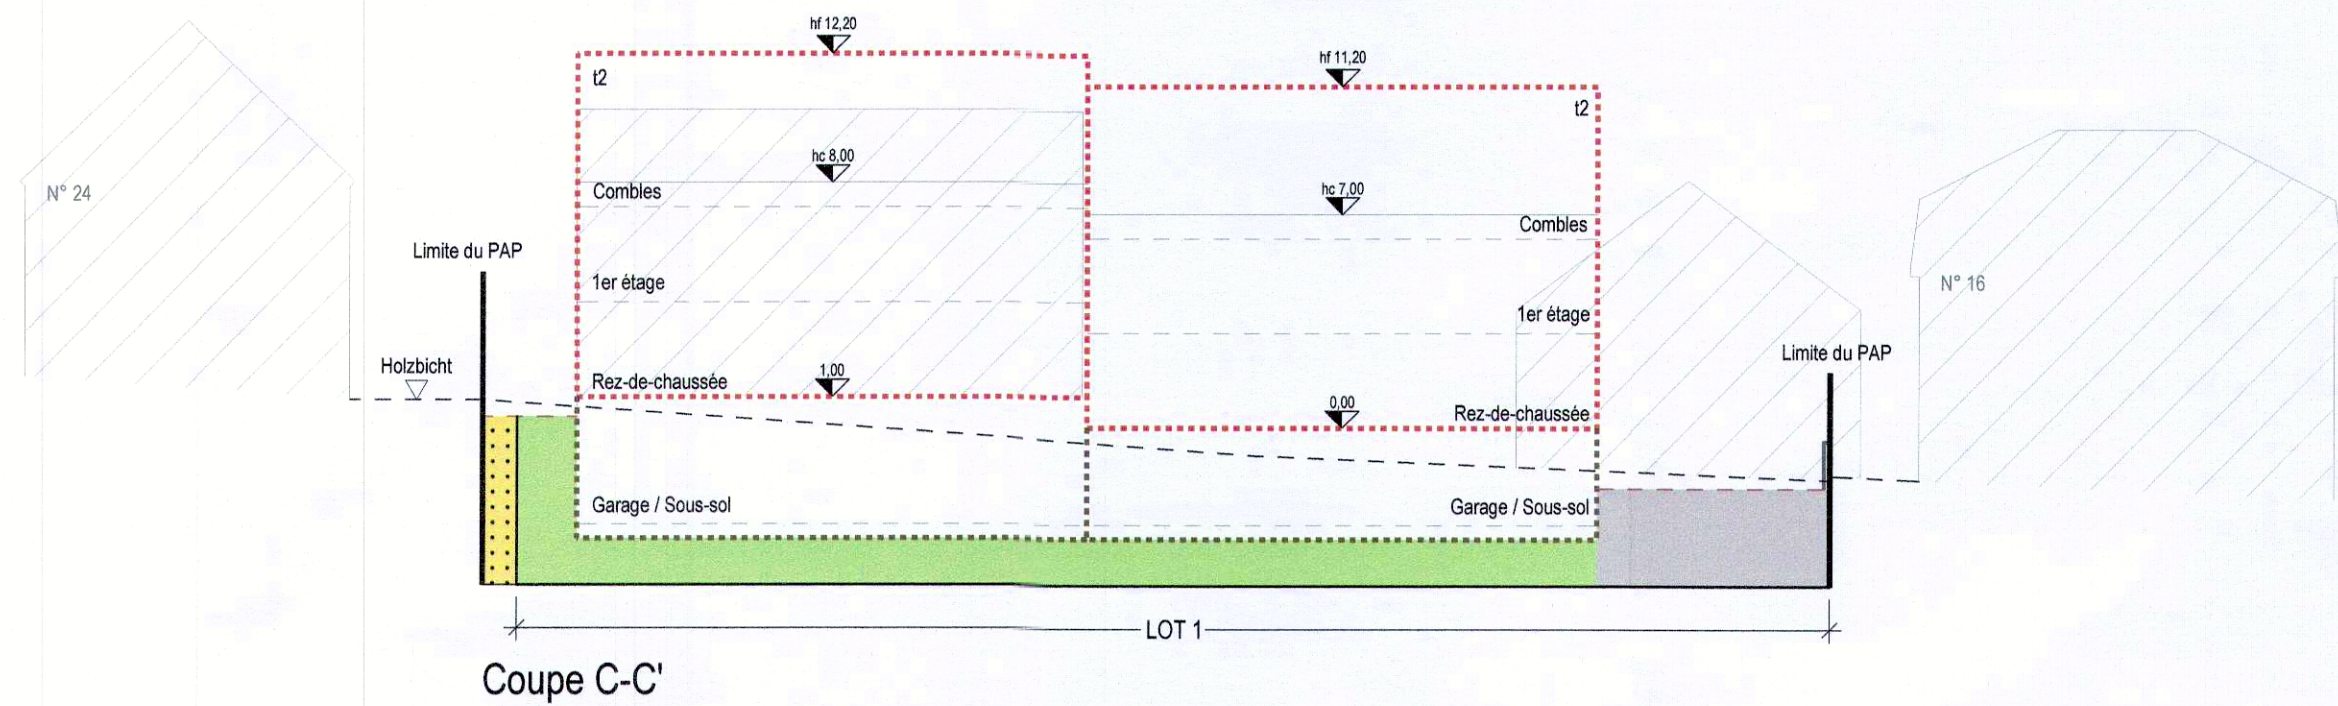 hf 12,20
hf 11,20
t2
t2
hc 8,00
hc 7,00
N° 24
Combles
Combles
Limite du PAP
1er étage
N° 16
1er étage
Limite du PAP
Holzbicht
1,00
Rez-de-chaussée
0,00
Rez-de-chaussée
Garage / Sous-sol
Garage / Sous-sol
LOT 1
Coupe C-C'